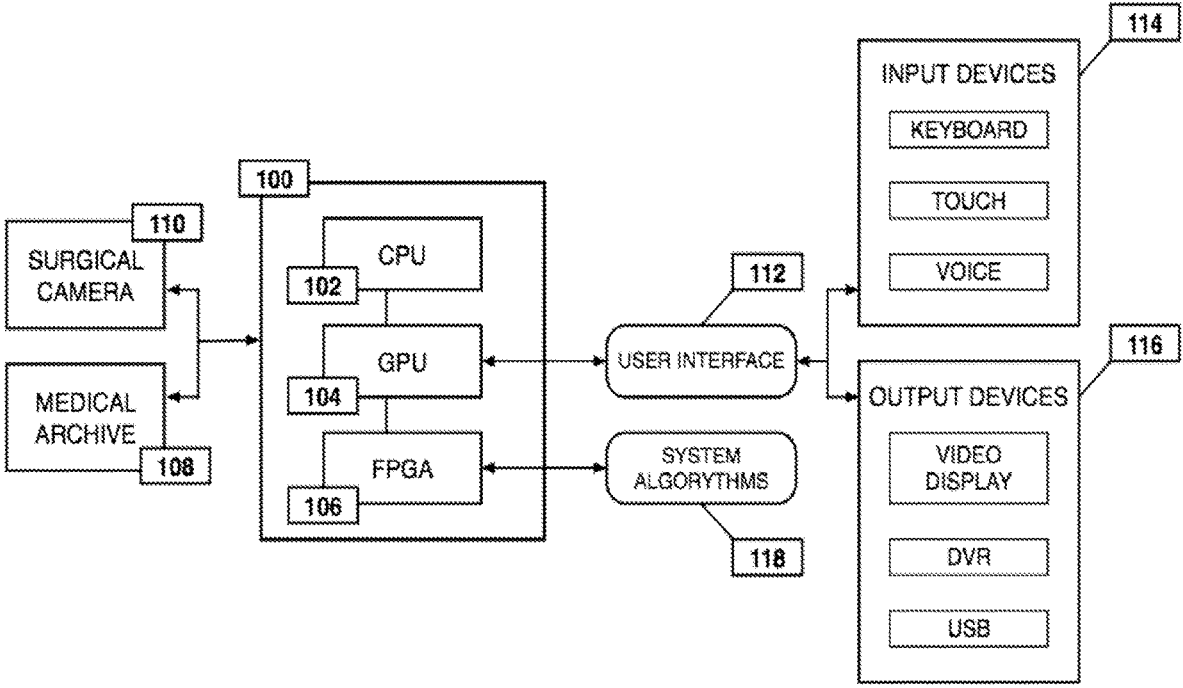 110
SURGICAL
CAMERA
MEDICAL
ARCHIVE
108
100
CPU
102
GPU
104
FPGA
106
112
USER INTERFACE
SYSTEM
ALGORYTHMS
118
114
INPUT DEVICES
KEYBOARD
TOUCH
VOICE
116
OUTPUT DEVICES
VIDEO
DISPLAY
DVR
USB